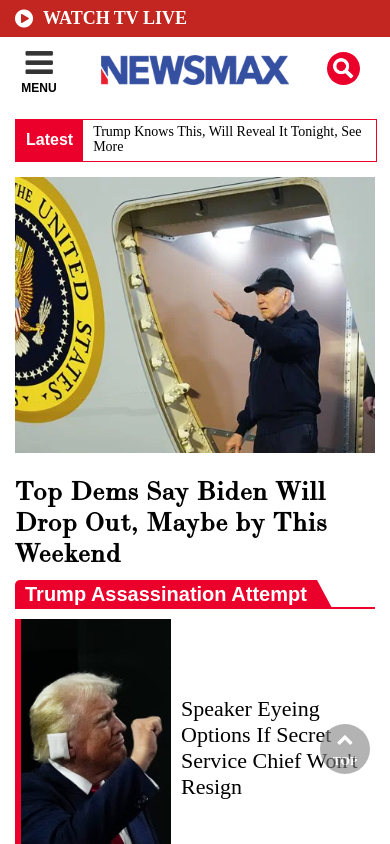 WATCH TV LIVE
MENU
NEWSMAX
Latest
Trump Knows This, Will Reveal It Tonight, See
More
THE UNITED STATES
Top Dems Say Biden Will
Drop Out, Maybe by This
Weekend
Trump Assassination Attempt
Speaker Eyeing
Options If Secret
Service Chief Won't
Resign
TOP